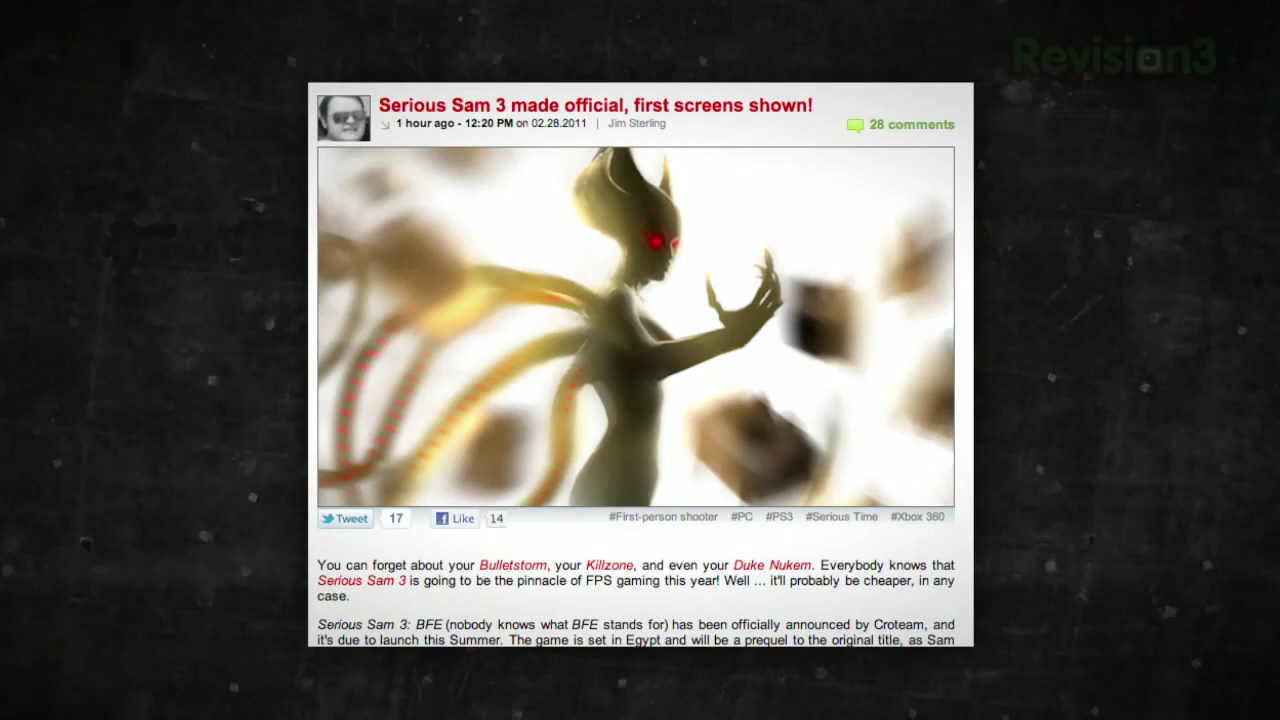 Revision3
Serious Sam 3 made official, first screens shown!
1 hour ago - 12:20 PM on 02.28.2011 | Jim Sterling
28 comments
Tweet 17 Like 14 #First-person shooter #PC #PS3 #Serious Time #Xbox 360
You can forget about your Bulletstorm, your Killzone, and even your Duke Nukem. Everybody knows that
Serious Sam 3 is going to be the pinnacle of FPS gaming this year! Well ... it'll probably be cheaper, in any
case.
Serious Sam 3: BFE (nobody knows what BFE stands for) has been officially announced by Croteam, and
it's due to launch this Summer. The game is set in Egypt and will be a prequel to the original title, as Sam